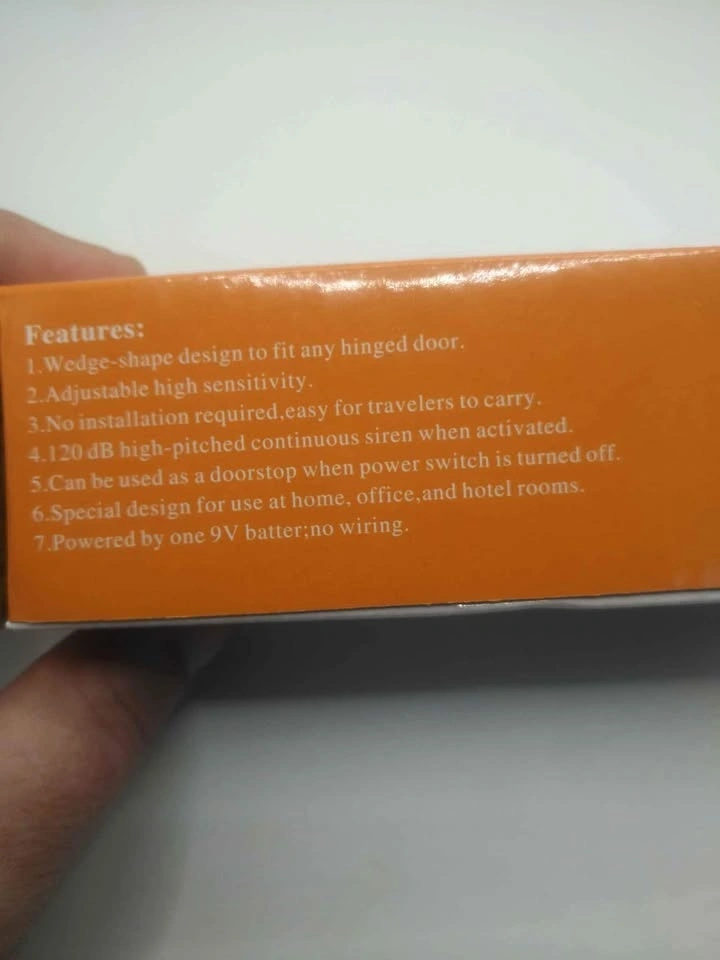 Features:
1.Wedge-shape design to fit any hinged door.
2.Adjustable high sensitivity.
3.No installation required,easy for travelers to carry.
4.120 dB high-pitched continuous siren when activated.
5.Can be used as a doorstop when power switch is turned off.
6.Special design for use at home, office,and hotel rooms.
7.Powered by one 9V batter;no wiring.